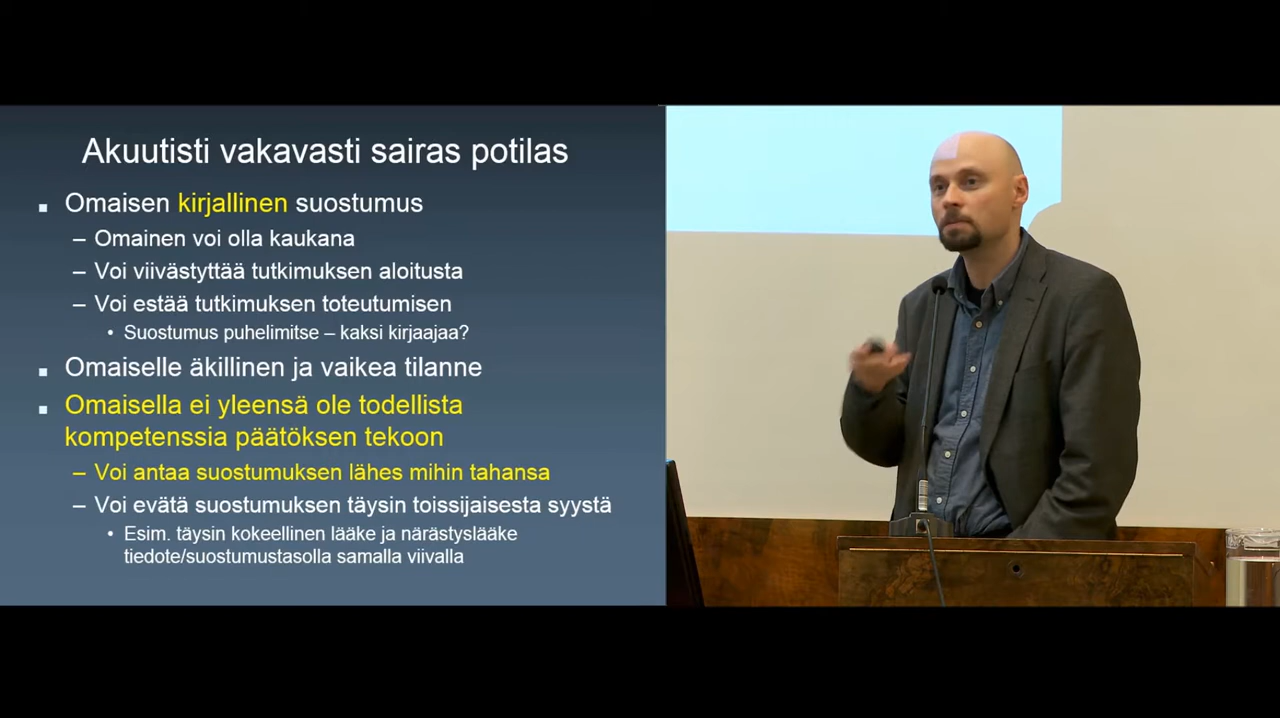 Akuutisti vakavasti sairas potilas
▪ Omaisen kirjallinen suostumus
– Omainen voi olla kaukana
– Voi viivästyttää tutkimuksen aloitusta
– Voi estää tutkimuksen toteutumisen
• Suostumus puhelimitse – kaksi kirjaajaa?
▪ Omaiselle äkillinen ja vaikea tilanne
▪ Omaisella ei yleensä ole todellista
kompetenssia päätöksen tekoon
– Voi antaa suostumuksen lähes mihin tahansa
– Voi evätä suostumuksen täysin toissijaisesta syystä
• Esim. täysin kokeellinen lääke ja närästyslääke
tiedote/suostumustasolla samalla viivalla